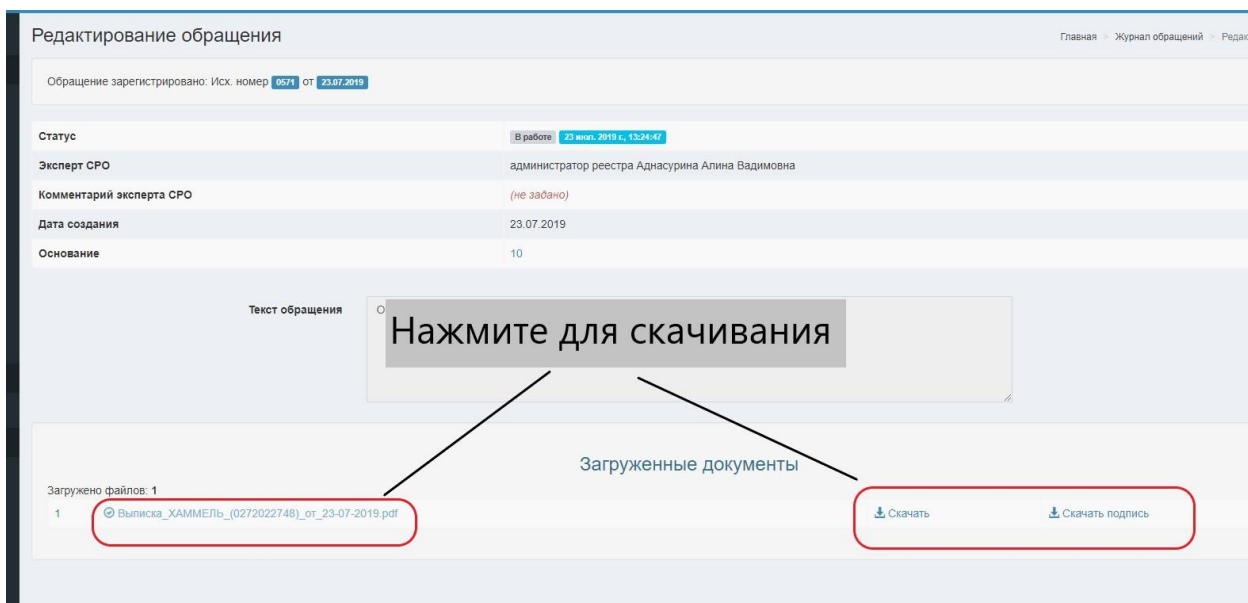 Редактирование обращения
Главная > Журнал обращений > Редак
Обращение зарегистрировано: Исх. номер 0571 от 23.07.2019
Статус В работе 23 июл. 2019 г., 13:24:47
Эксперт СРО администратор реестра Аднасурина Алина Вадимовна
Комментарий эксперта СРО (не задано)
Дата создания 23.07.2019
Основание 10
Текст обращения О
Нажмите для скачивания
Загруженные документы
Загружено файлов: 1
1 Выписка_ХАММЕЛЬ_(0272022748)_от_23-07-2019.pdf Скачать Скачать подпись